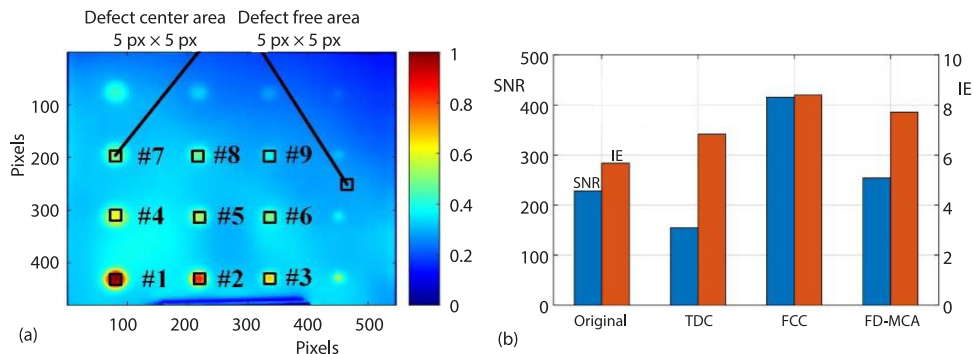 Defect center area
5 px × 5 px
Defect free area
5 px × 5 px
Pixels
100
200
300
400
#7
#8
#9
#4
#5
#6
#1
#2
#3
100
200
300
400
500
Pixels
1
0.8
0.6
0.4
0.2
0
(a)
SNR
500
400
300
200
100
0
IE
10
8
6
4
2
0
SNR
IE
Original
TDC
FCC
FD-MCA
(b)